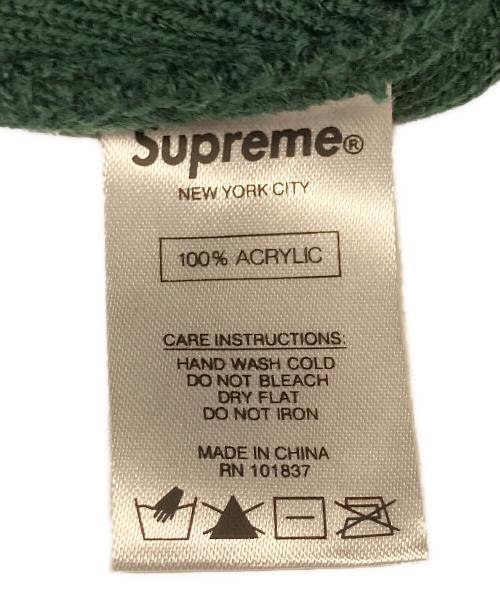 Supreme®
NEW YORK CITY
100% ACRYLIC
CARE INSTRUCTIONS:
HAND WASH COLD
DO NOT BLEACH
DRY FLAT
DO NOT IRON
MADE IN CHINA
RN 101837